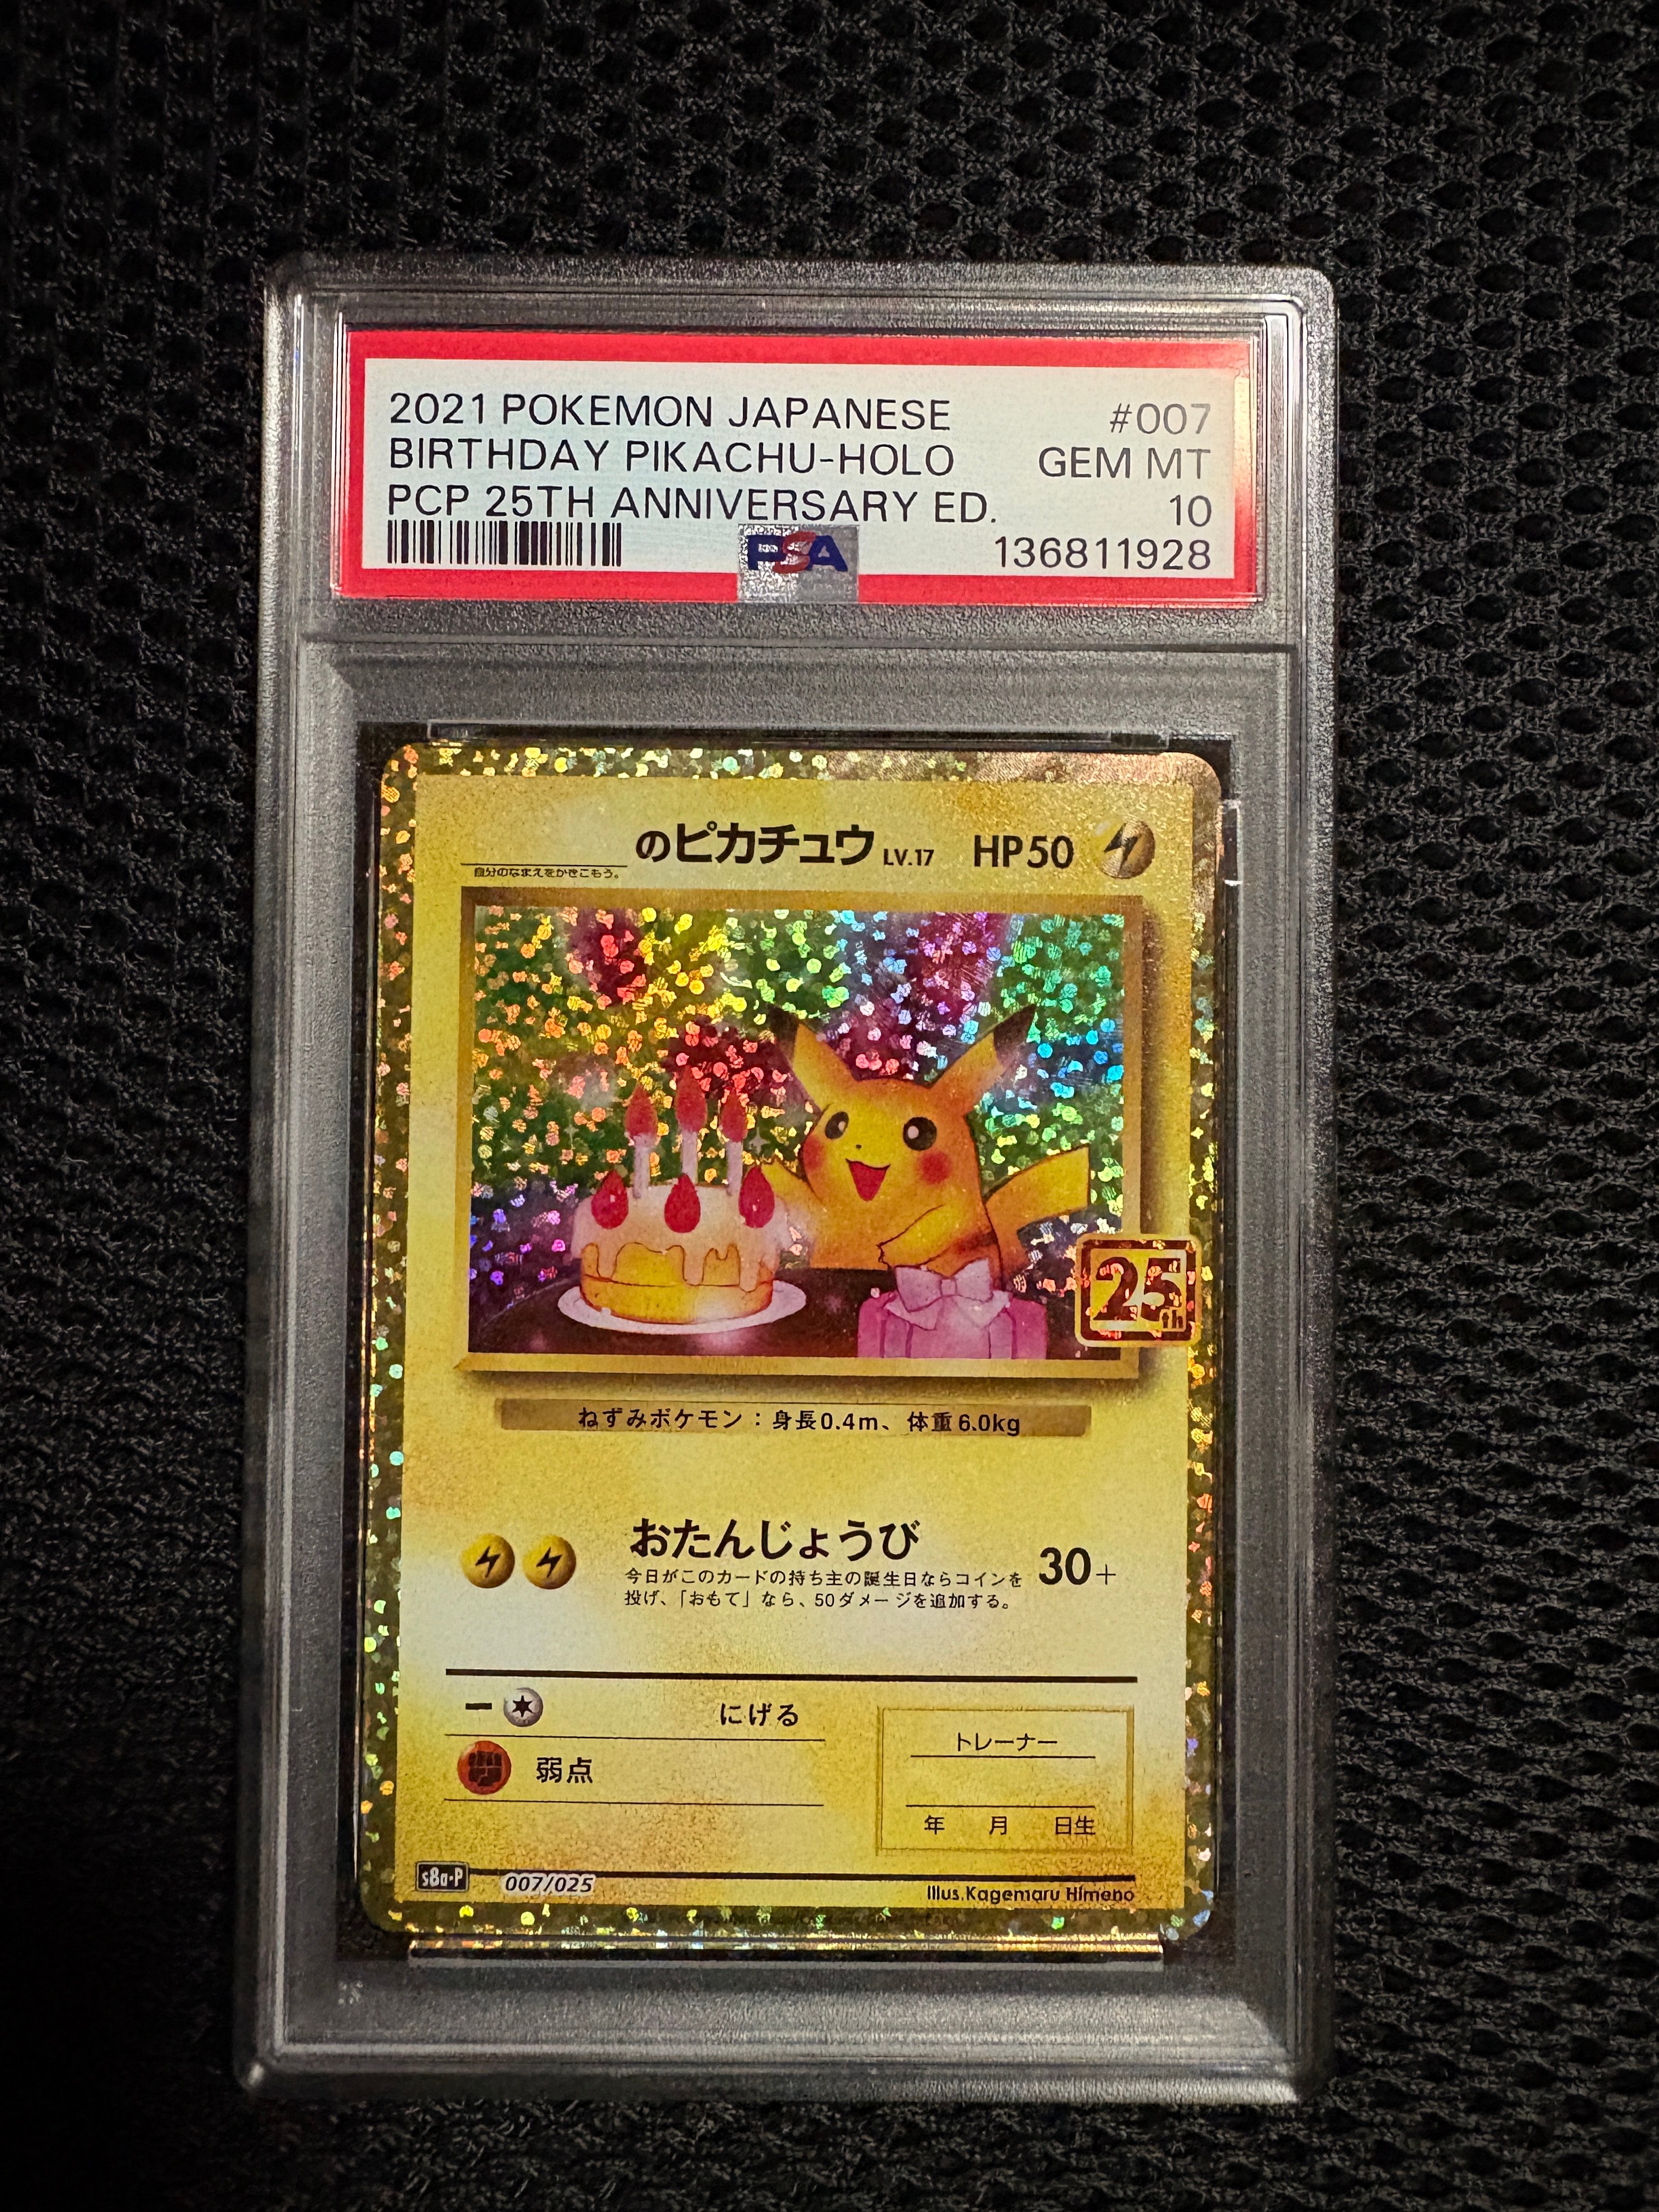 2021 POKEMON JAPANESE #007
BIRTHDAY PIKACHU-HOLO GEM MT
PCP 25TH ANNIVERSARY ED. 10
PSA 136811928
のピカチュウ LV.17 HP50
自分のなまえをかきこもう。
25th
ねずみポケモン：身長0.4m、体重6.0kg
おたんじょうび 30+
今日がこのカードの持ち主の誕生日ならコインを
投げ、「おもて」なら、50ダメージを追加する。
にげる
弱点
トレーナー
年 月 日生
s8a-P 007/025 Illus.Kagemaru Himeno